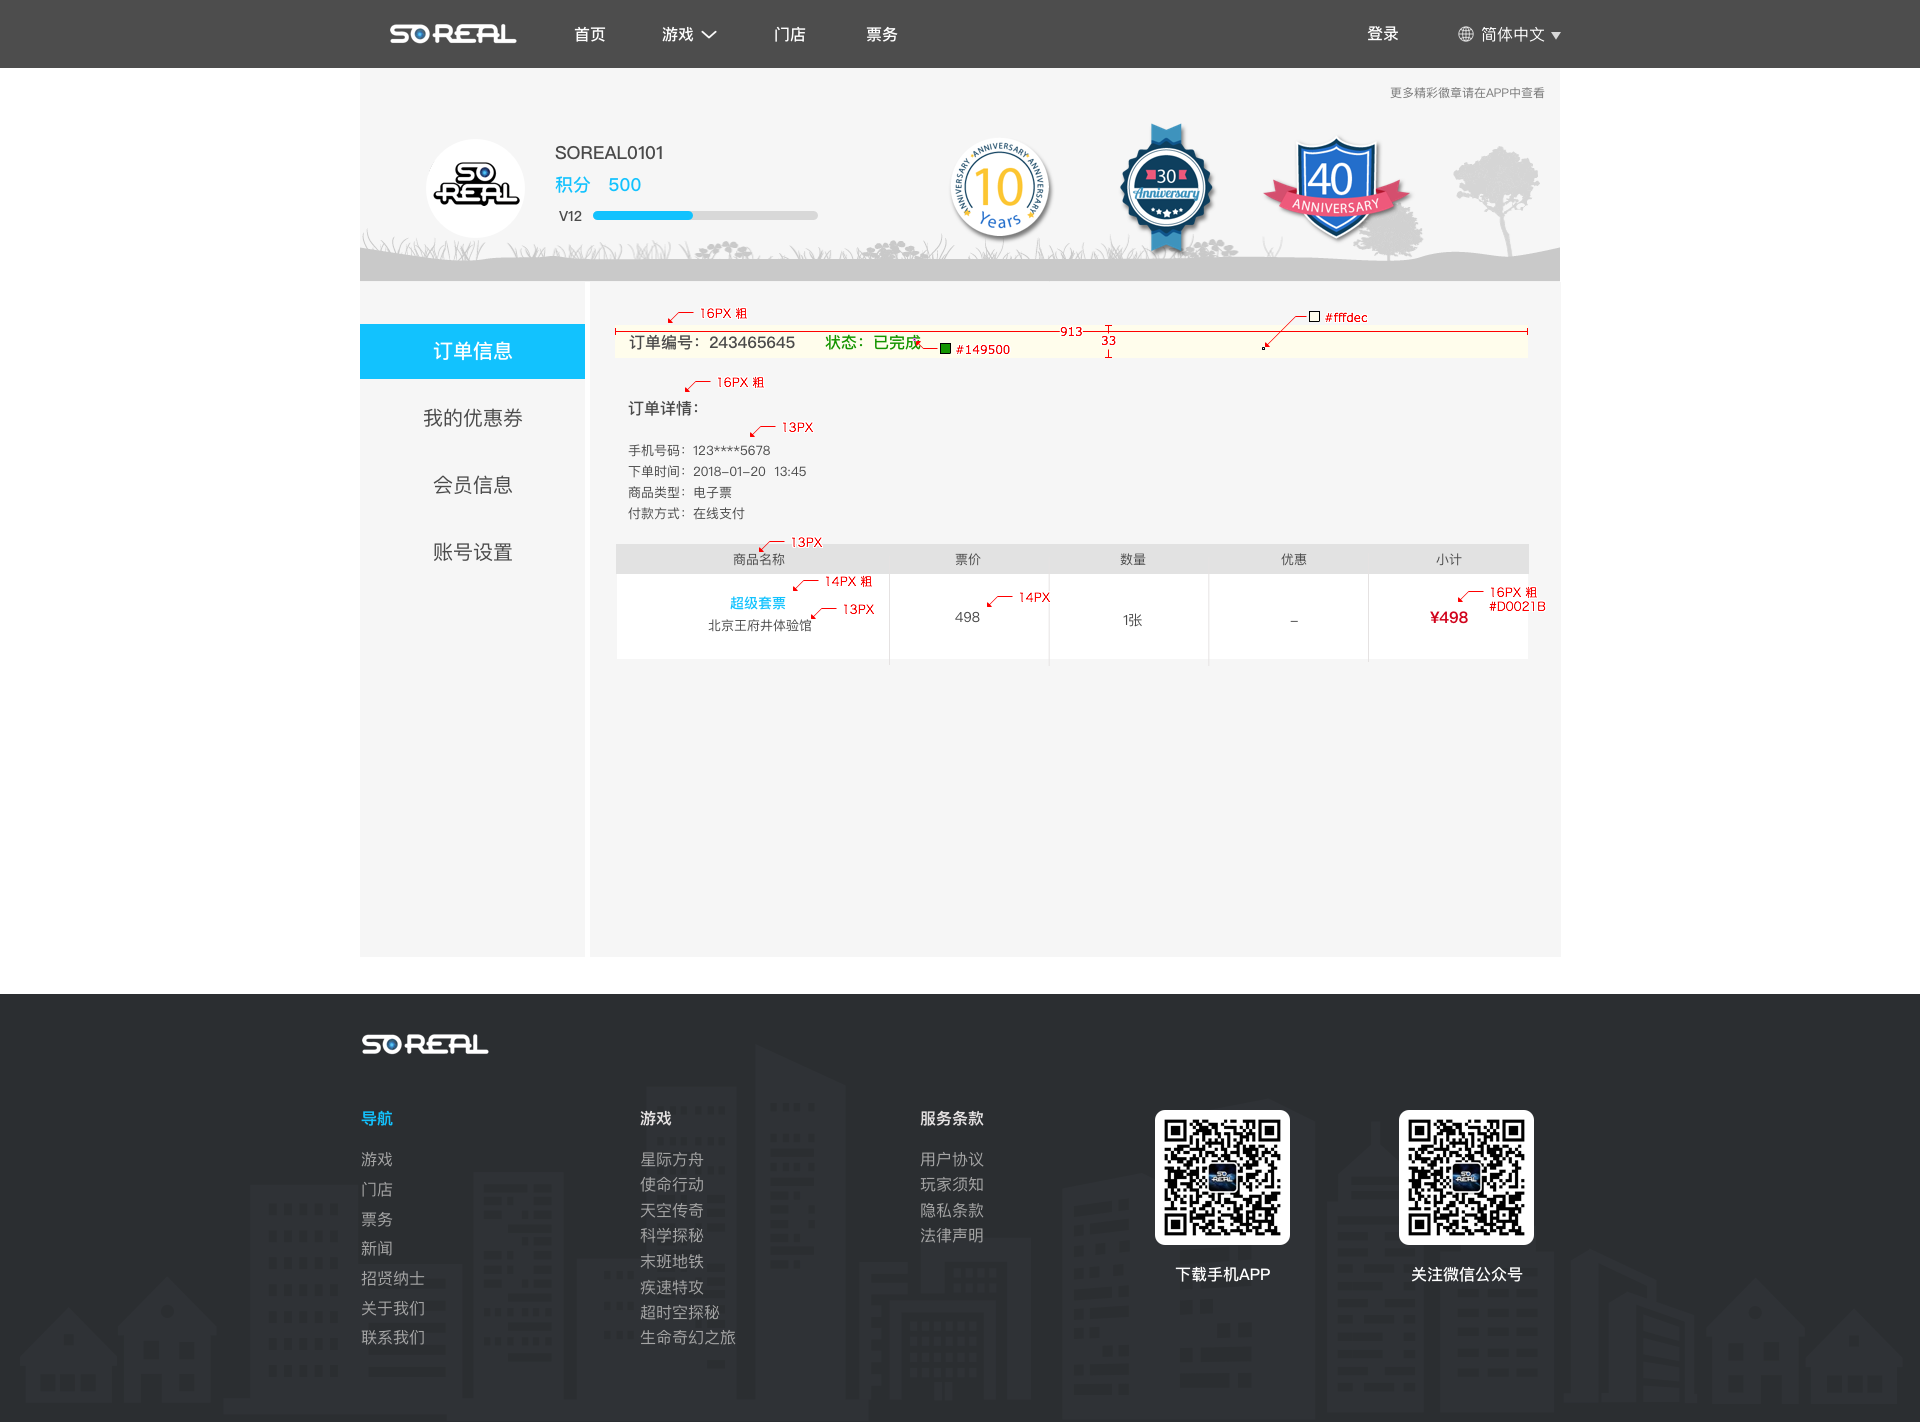 SOREAL 首页 游戏 门店 票务 登录 简体中文
更多精彩徽章请在APP中查看
SO REAL
SOREAL0101
积分 500
V12
ANNIVERSARY ANNIVERSARY ANNIVERSARY
10
Years
30
Anniversary
40
ANNIVERSARY
订单信息
我的优惠券
会员信息
账号设置
16PX 粗
#fffdec
913
33
订单编号：243465645 状态：已完成
#149500
16PX 粗
订单详情：
13PX
手机号码：123****5678
下单时间：2018-01-20 13:45
商品类型：电子票
付款方式：在线支付
13PX
商品名称 票价 数量 优惠 小计
14PX 粗
超级套票
13PX
北京王府井体验馆
14PX
498
1张
-
16PX 粗
#D0021B
¥498
SOREAL
导航
游戏
门店
票务
新闻
招贤纳士
关于我们
联系我们
游戏
星际方舟
使命行动
天空传奇
科学探秘
末班地铁
疾速特攻
超时空探秘
生命奇幻之旅
服务条款
用户协议
玩家须知
隐私条款
法律声明
SO REAL
下载手机APP
SO REAL
关注微信公众号